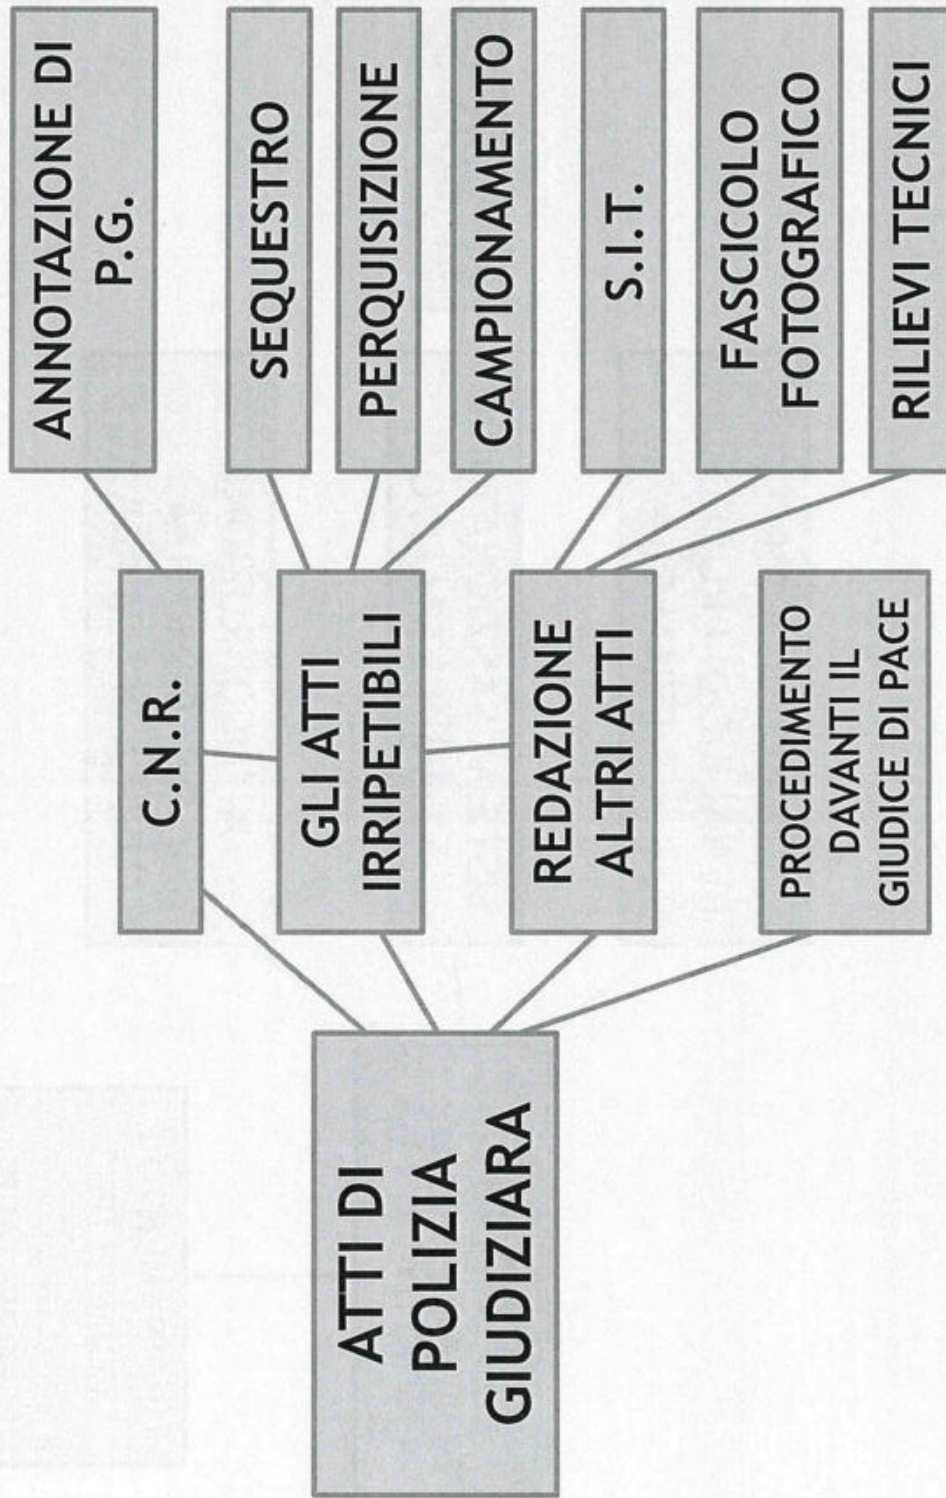 ATTI DI
POLIZIA
GIUDIZIARA
C.N.R.
ANNOTAZIONE DI
P.G.
GLI ATTI
IRRIPETIBILI
SEQUESTRO
PERQUISIZIONE
CAMPIONAMENTO
REDAZIONE
ALTRI ATTI
S.I.T.
FASCICOLO
FOTOGRAFICO
RILIEVI TECNICI
PROCEDIMENTO
DAVANTI IL
GIUDICE DI PACE